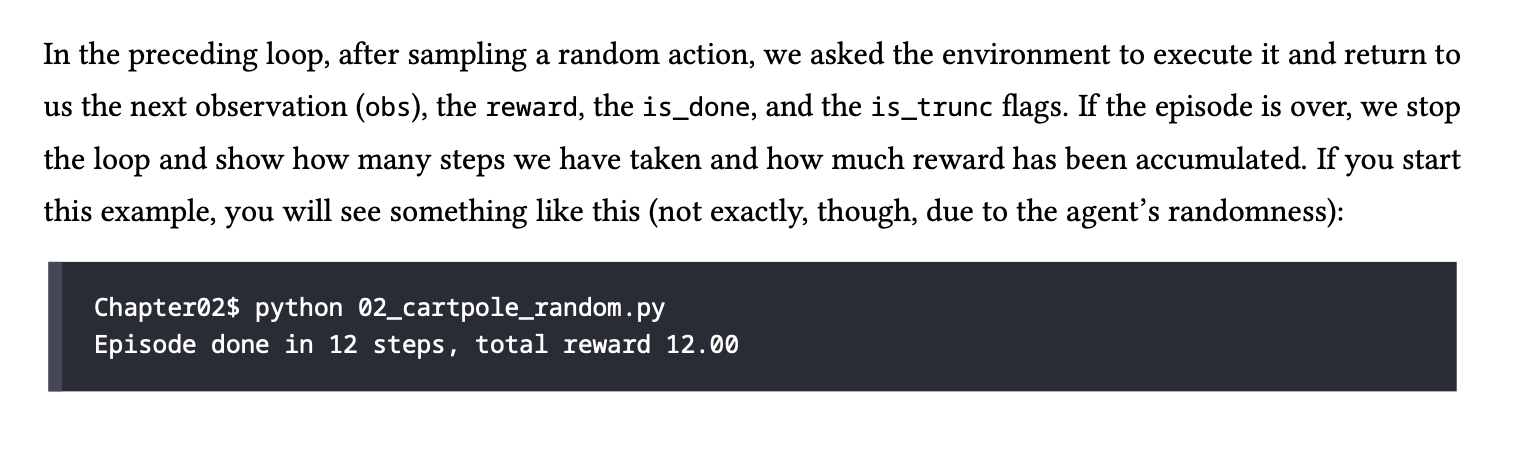 In the preceding loop, after sampling a random action, we asked the environment to execute it and return to
us the next observation (obs), the reward, the is_done, and the is_trunc flags. If the episode is over, we stop
the loop and show how many steps we have taken and how much reward has been accumulated. If you start
this example, you will see something like this (not exactly, though, due to the agent’s randomness):
Chapter02$ python 02_cartpole_random.py
Episode done in 12 steps, total reward 12.00